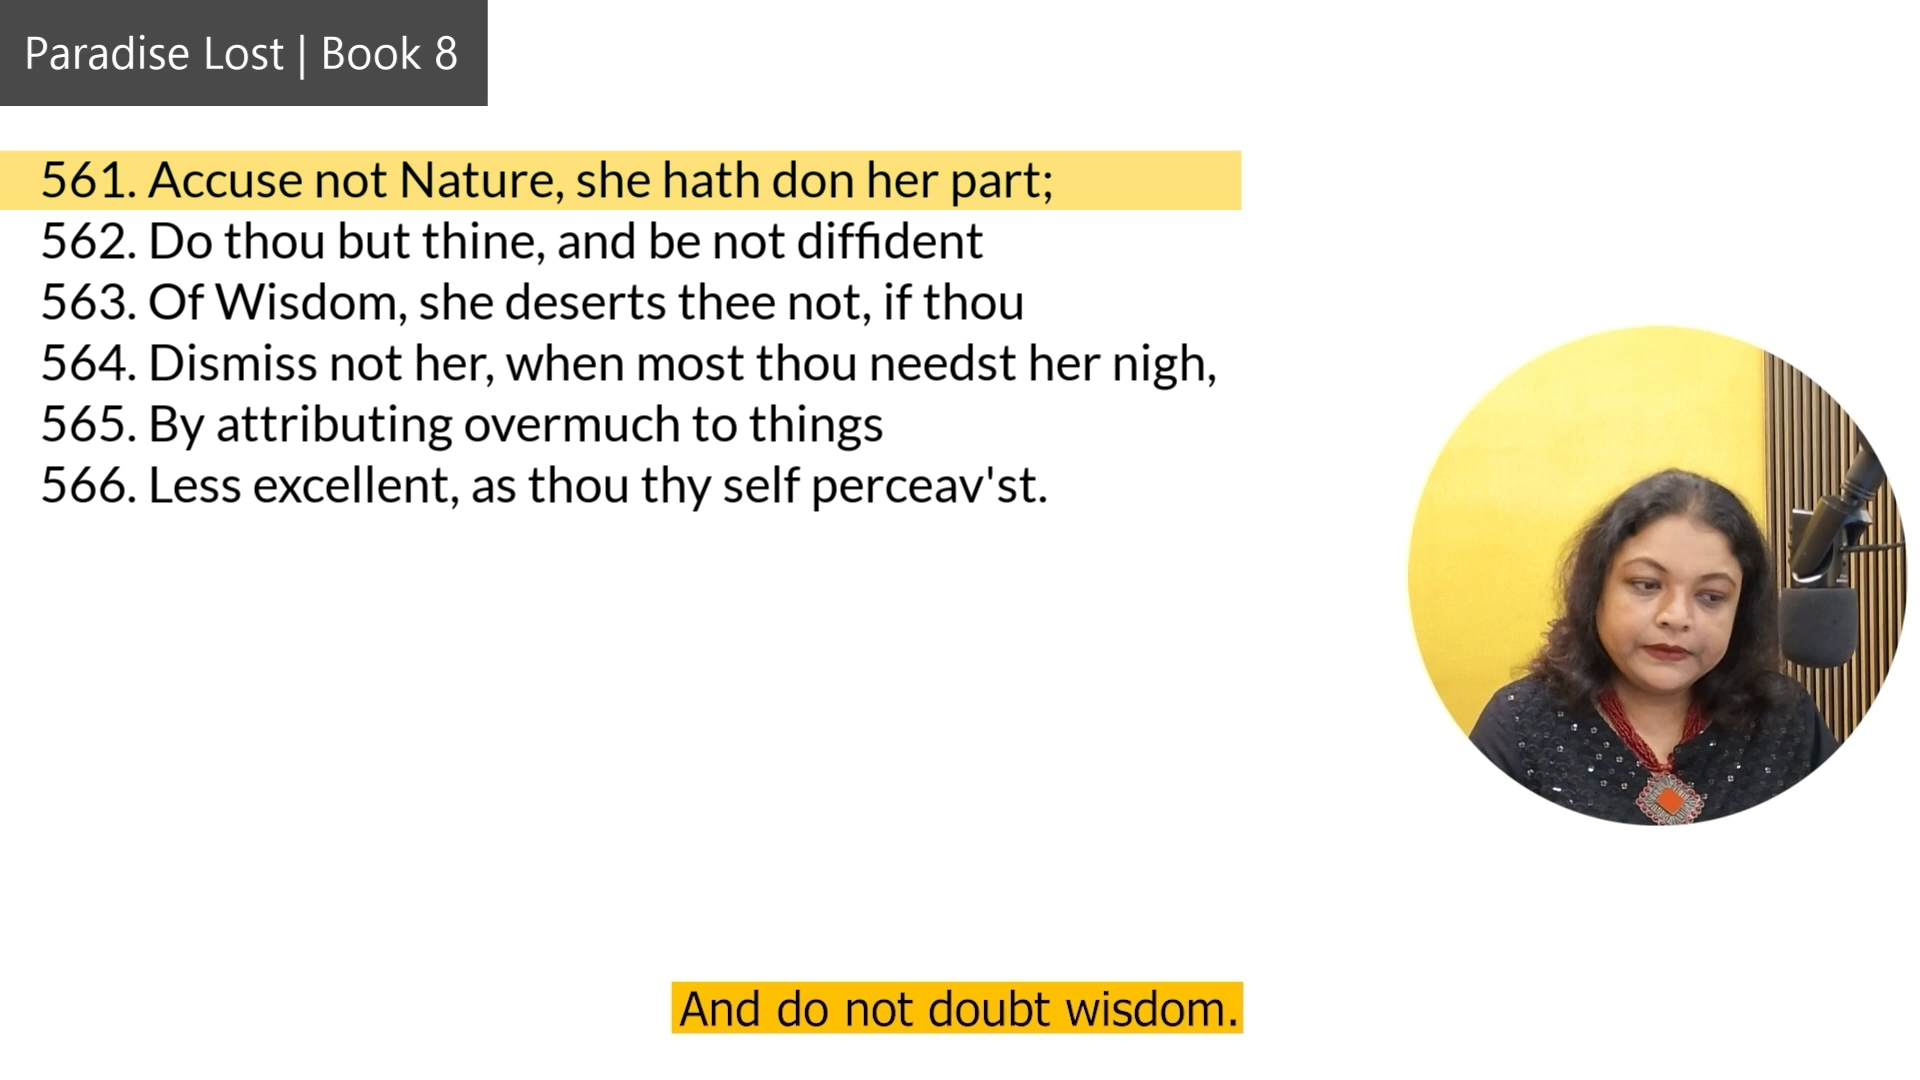 Paradise Lost | Book 8
561. Accuse not Nature, she hath don her part;
562. Do thou but thine, and be not diffident
563. Of Wisdom, she deserts thee not, if thou
564. Dismiss not her, when most thou needst her nigh,
565. By attributing overmuch to things
566. Less excellent, as thou thy self perceav'st.
And do not doubt wisdom.